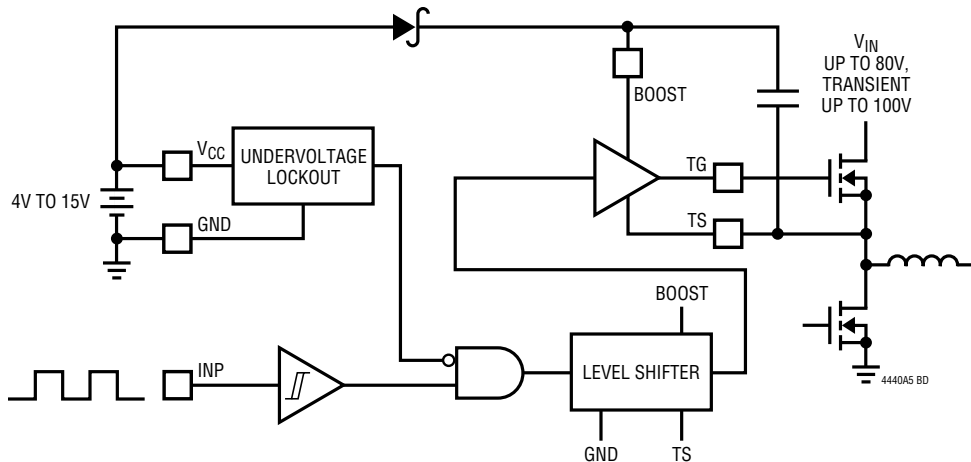 V_IN
UP TO 80V,
TRANSIENT
UP TO 100V
BOOST
V_CC
UNDERVOLTAGE
LOCKOUT
TG
4V TO 15V
GND
TS
BOOST
INP
LEVEL SHIFTER
4440A5 BD
GND
TS